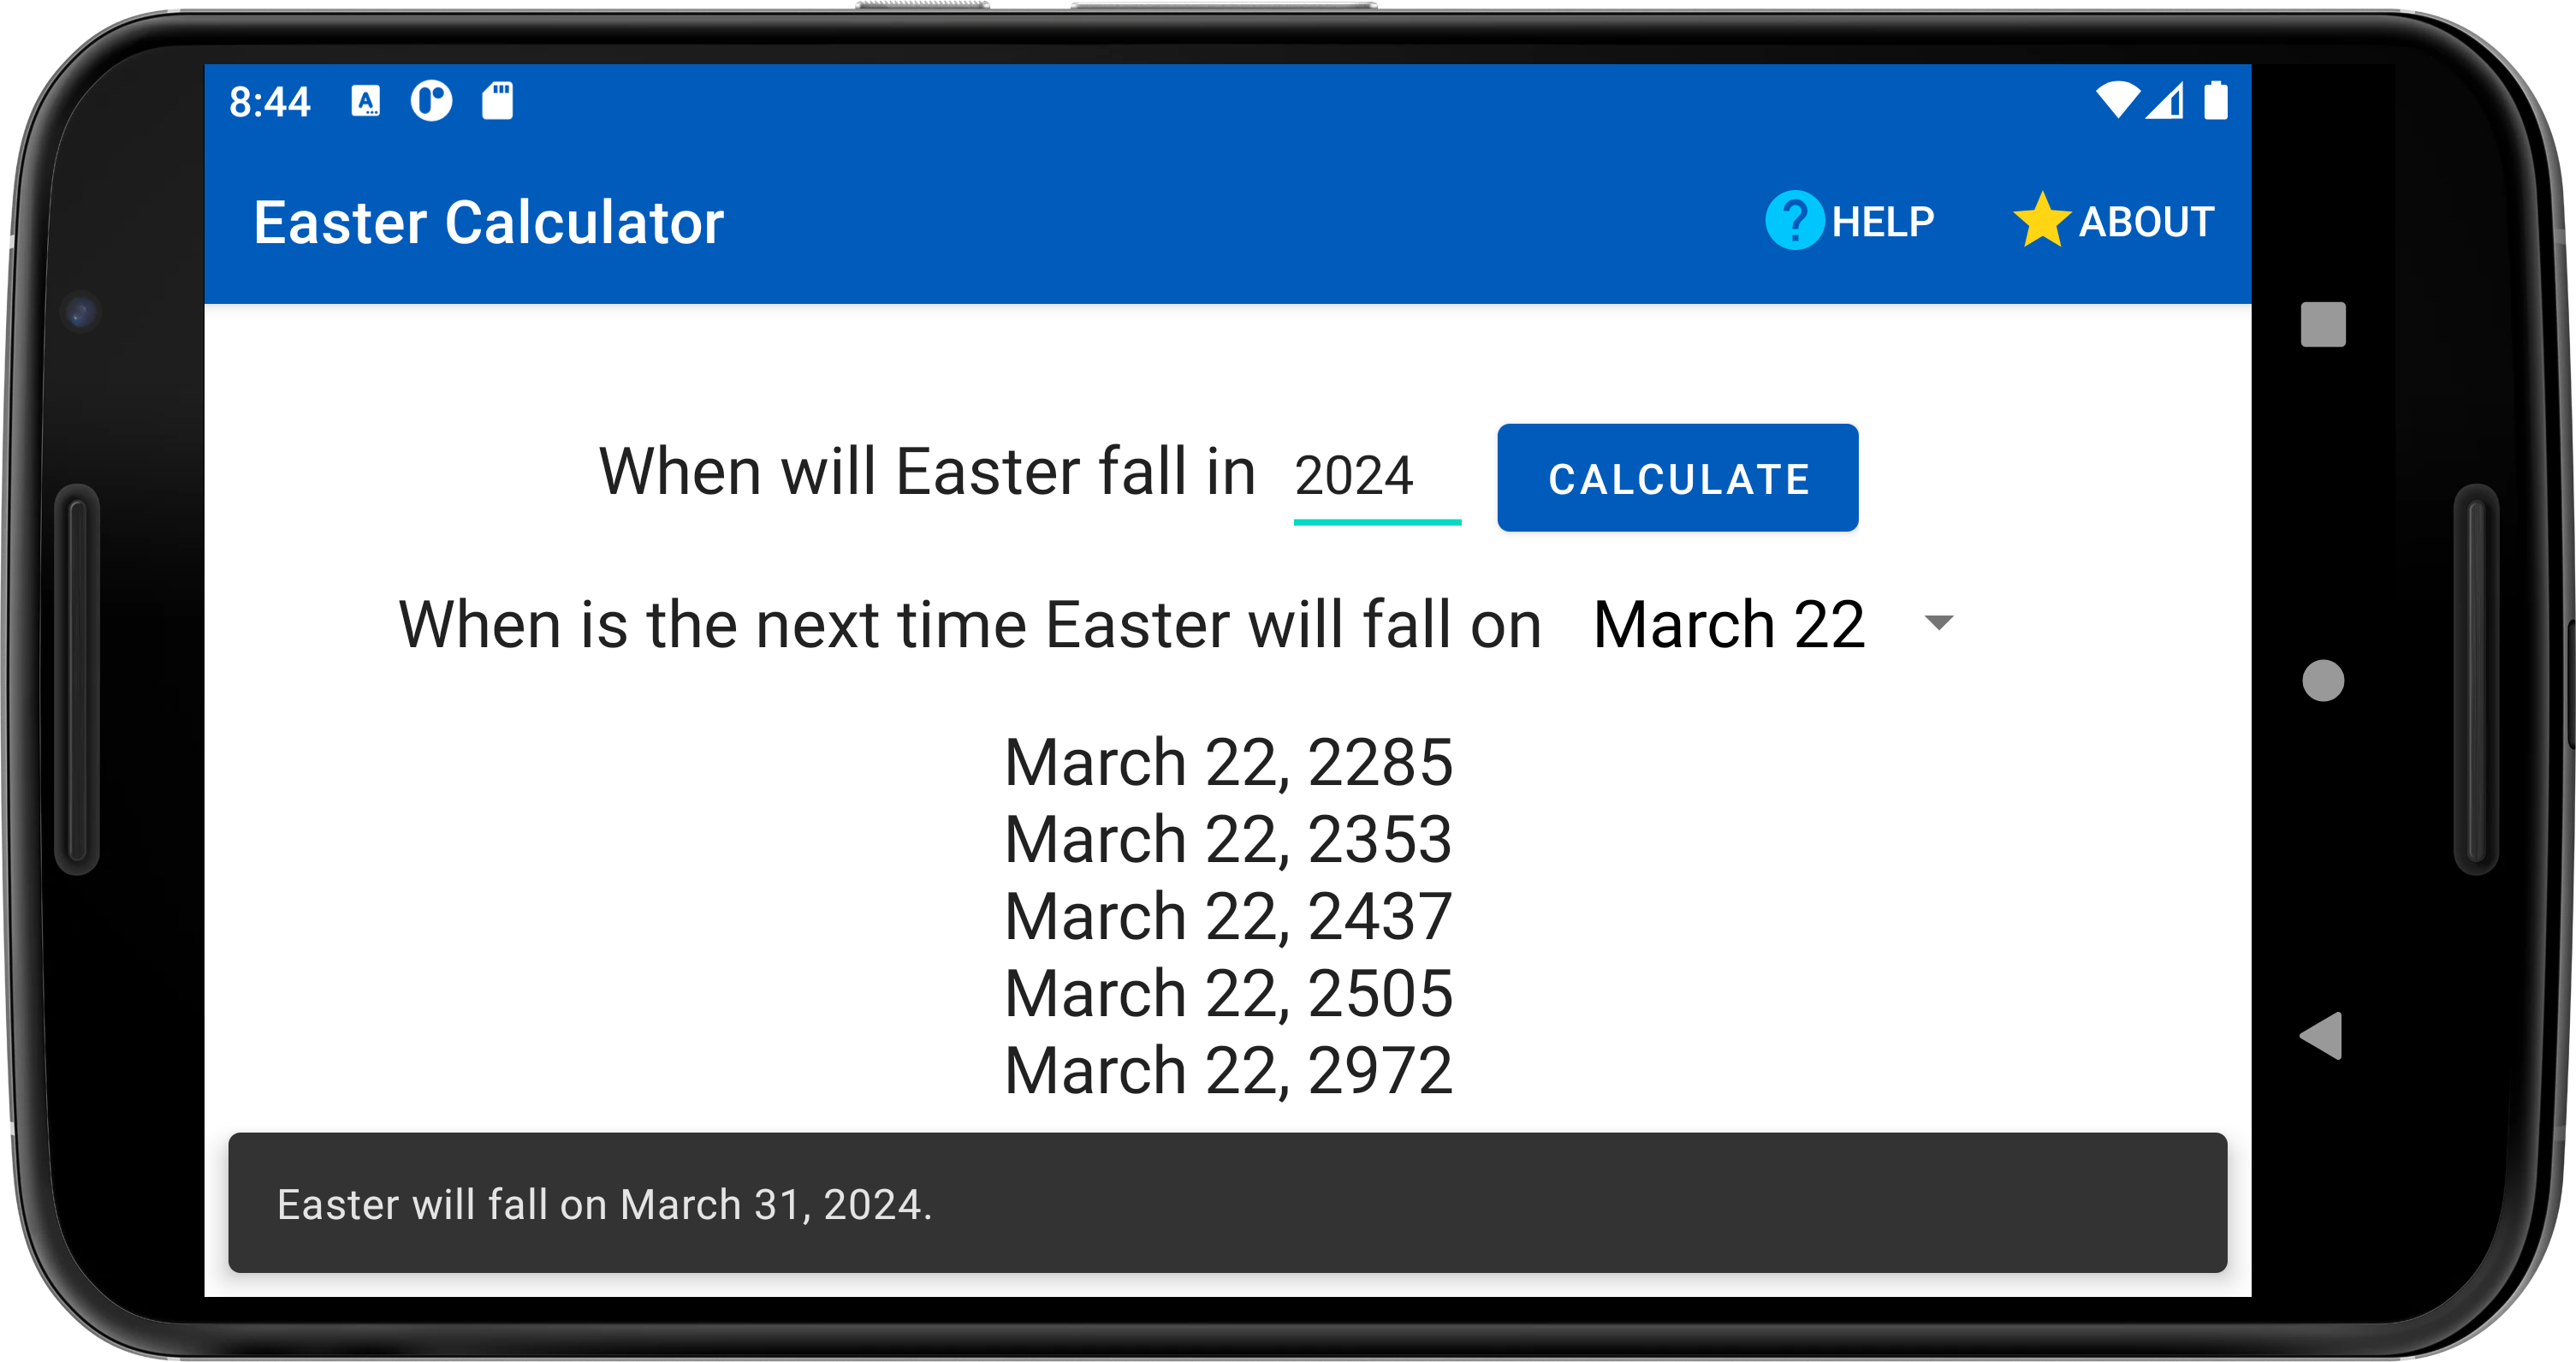 8:44
Easter Calculator
? HELP
ABOUT
When will Easter fall in 2024 CALCULATE
When is the next time Easter will fall on March 22
March 22, 2285
March 22, 2353
March 22, 2437
March 22, 2505
March 22, 2972
Easter will fall on March 31, 2024.